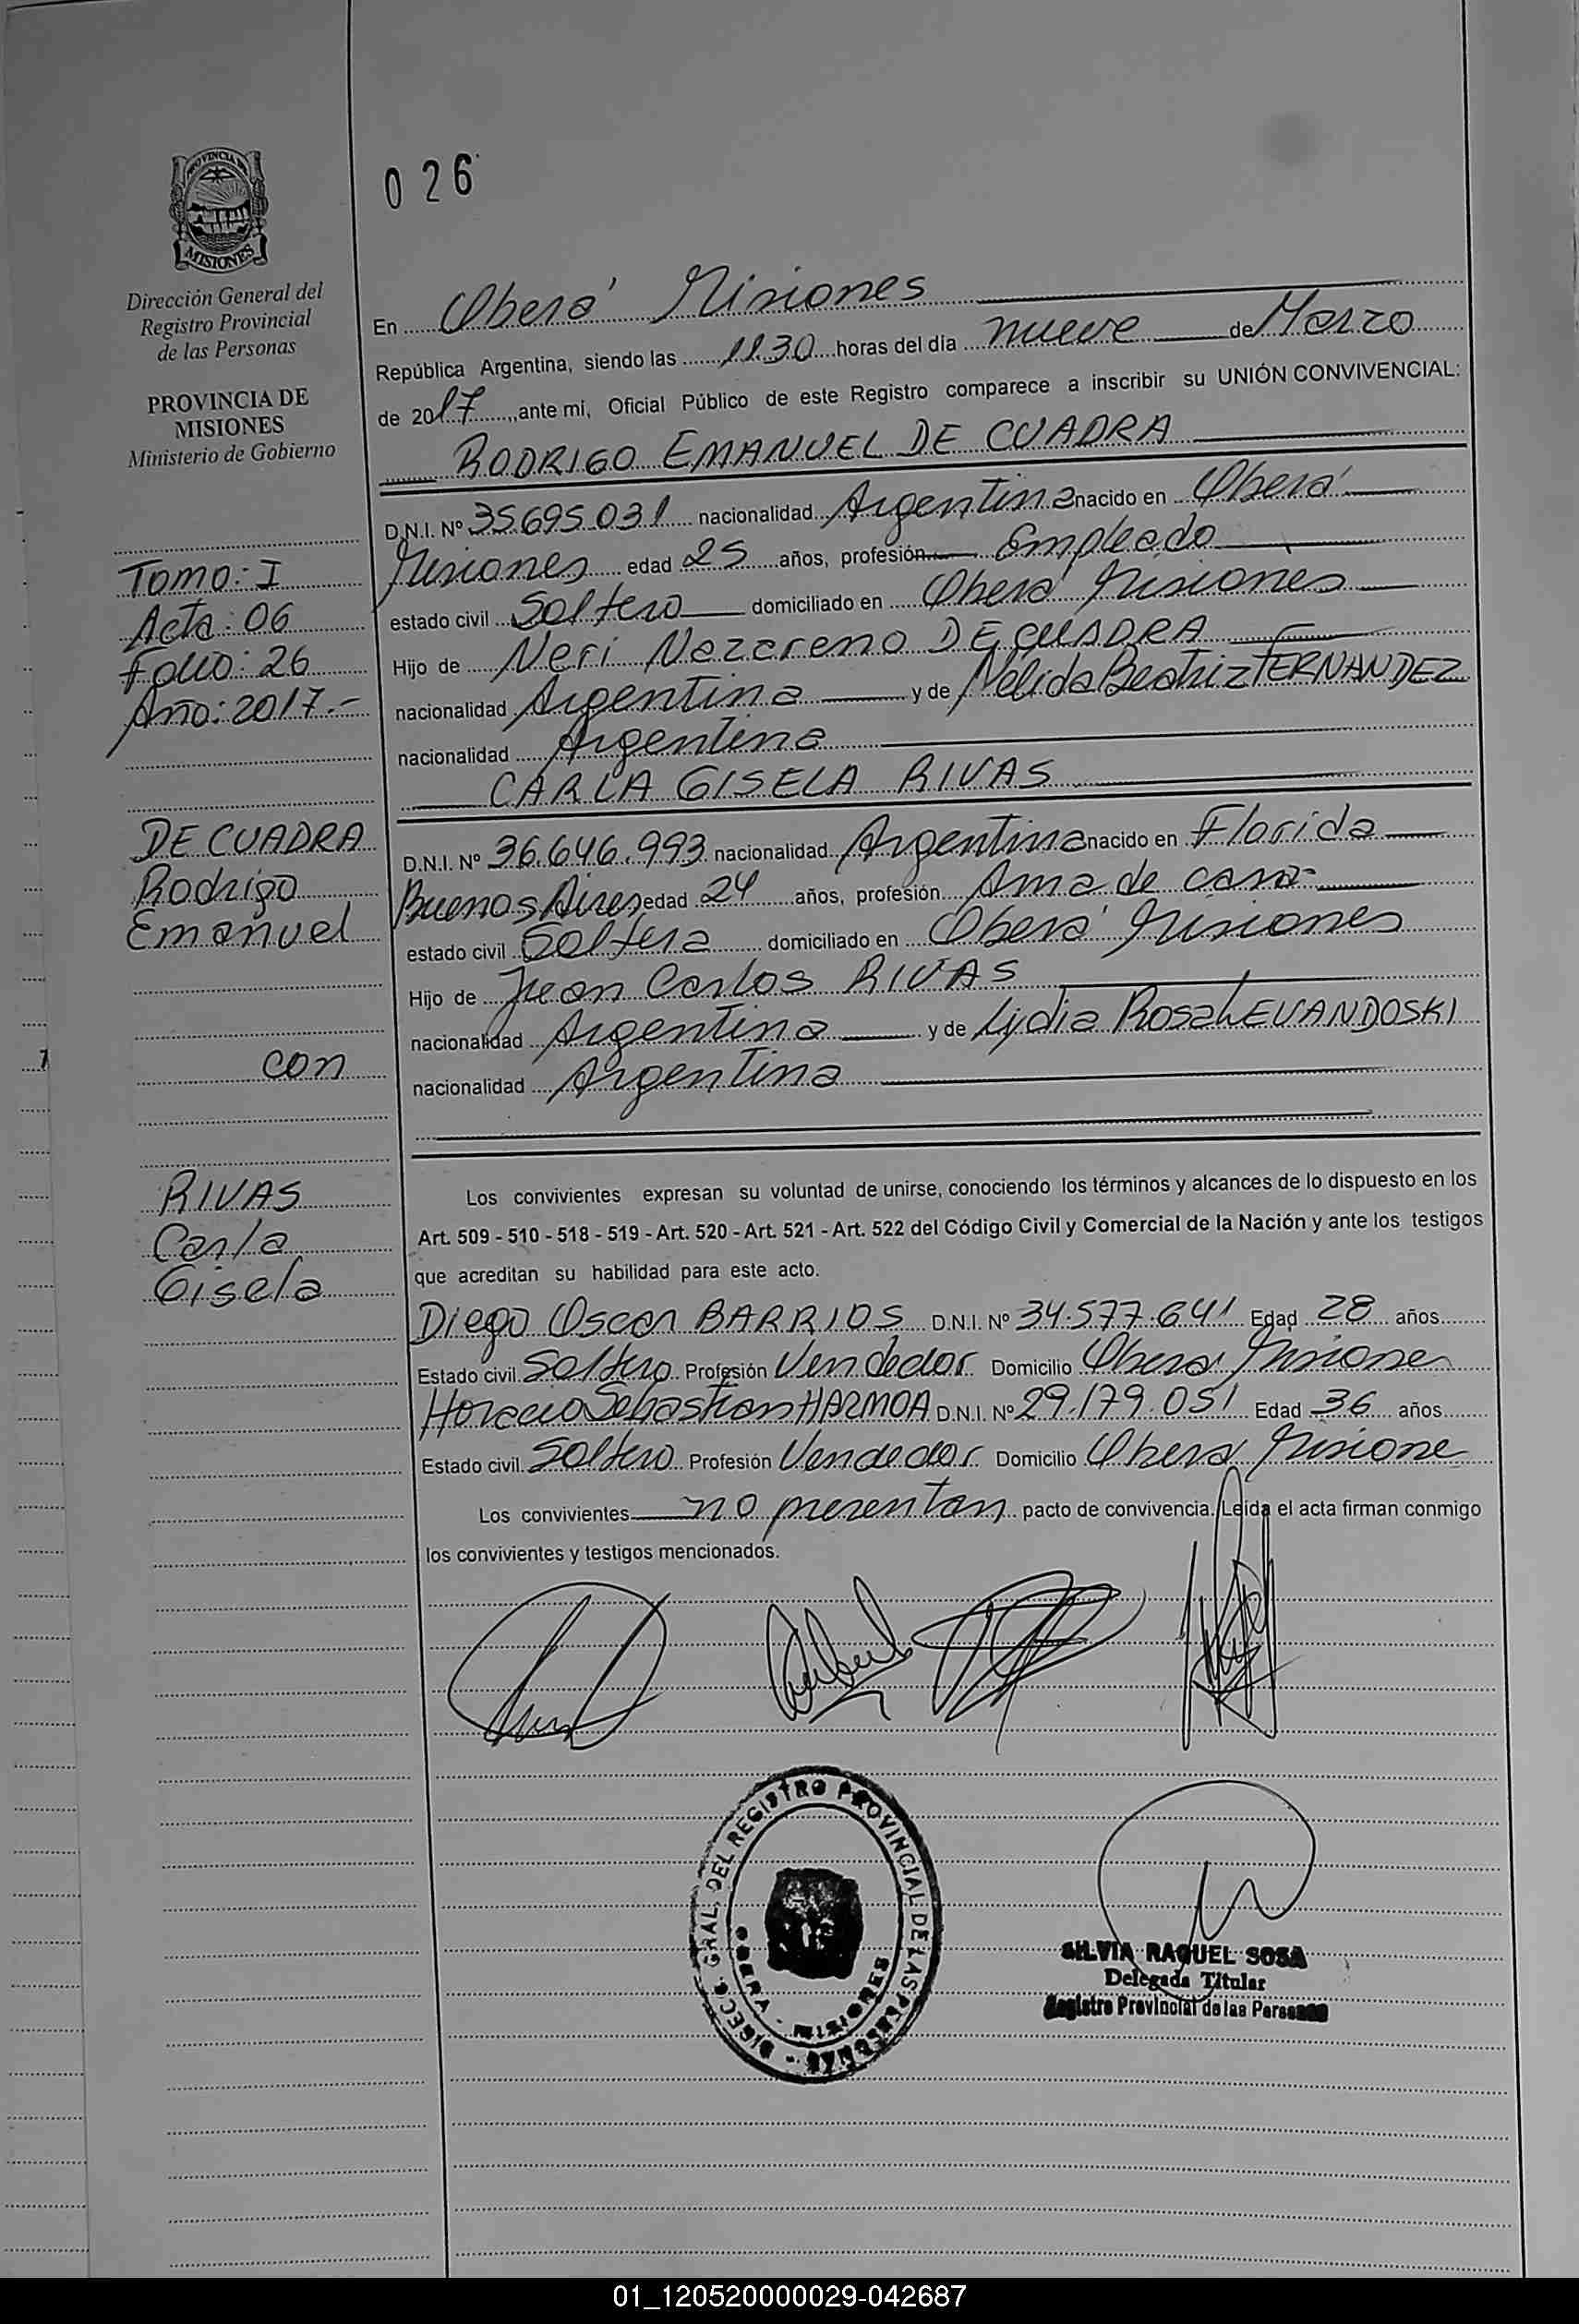 026
PROVINCIA DE
MISIONES
Dirección General del
Registro Provincial
de las Personas
PROVINCIA DE
MISIONES
Ministerio de Gobierno
Tomo: I
Acta: 06
Folio: 26
Año: 2017.-
DE CUADRA
Rodrigo
Emanuel
con
RIVAS
Carla
Gisela
En Oberá Misiones
República Argentina, siendo las 11.30 horas del día nueve de Marzo
de 2017, ante mi, Oficial Público de este Registro comparece a inscribir su UNIÓN CONVIVENCIAL:
RODRIGO EMANUEL DE CUADRA
D.N.I. Nº 35.695.031 nacionalidad Argentina nacido en Oberá
Misiones edad 25 años, profesión Empleado
estado civil Soltero domiciliado en Oberá Misiones
Hijo de Neri Nazareno DE CUADRA
nacionalidad Argentina y de Nelida Beatriz FERNANDEZ
nacionalidad Argentina
CARLA GISELA RIVAS
D.N.I. Nº 36.646.993 nacionalidad Argentina nacido en Florida
Buenos Aires edad 24 años, profesión Ama de casa
estado civil Soltera domiciliado en Oberá Misiones
Hijo de Juan Carlos RIVAS
nacionalidad Argentina y de Lydia Rosa LEVANDOSKI
nacionalidad Argentina
Los convivientes expresan su voluntad de unirse, conociendo los términos y alcances de lo dispuesto en los
Art. 509 - 510 - 518 - 519 - Art. 520 - Art. 521 - Art. 522 del Código Civil y Comercial de la Nación y ante los testigos
que acreditan su habilidad para este acto.
Diego Oscar BARRIOS D.N.I. Nº 34.577.641 Edad 28 años
Estado civil Soltero Profesión Vendedor Domicilio Oberá Misiones
Horacio Sebastian HARMOA D.N.I. Nº 29.179.051 Edad 36 años
Estado civil Soltero Profesión Vendedor Domicilio Oberá Misione
Los convivientes no presentan pacto de convivencia. Leída el acta firman conmigo
los convivientes y testigos mencionados.
DIRECC. GRAL. DEL REGISTRO PROVINCIAL DE LAS PERSONAS
OBERA - MISIONES
SILVIA RAQUEL SOSA
Delegada Titular
Registro Provincial de las Personas
01_120520000029-042687